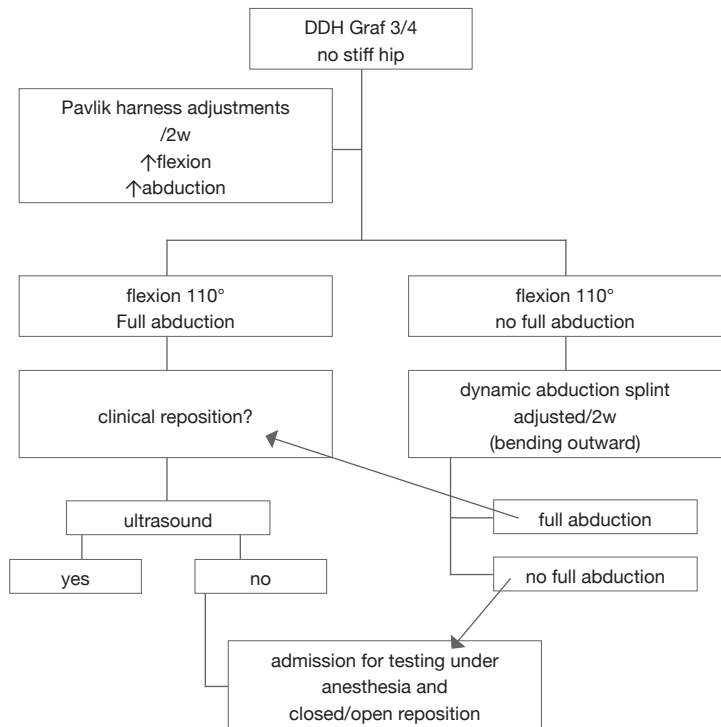 DDH Graf 3/4
no stiff hip
Pavlik harness adjustments
/2w
↑flexion
↑abduction
flexion 110°
Full abduction
flexion 110°
no full abduction
clinical reposition?
dynamic abduction splint
adjusted/2w
(bending outward)
ultrasound
full abduction
yes
no
no full abduction
admission for testing under
anesthesia and
closed/open reposition